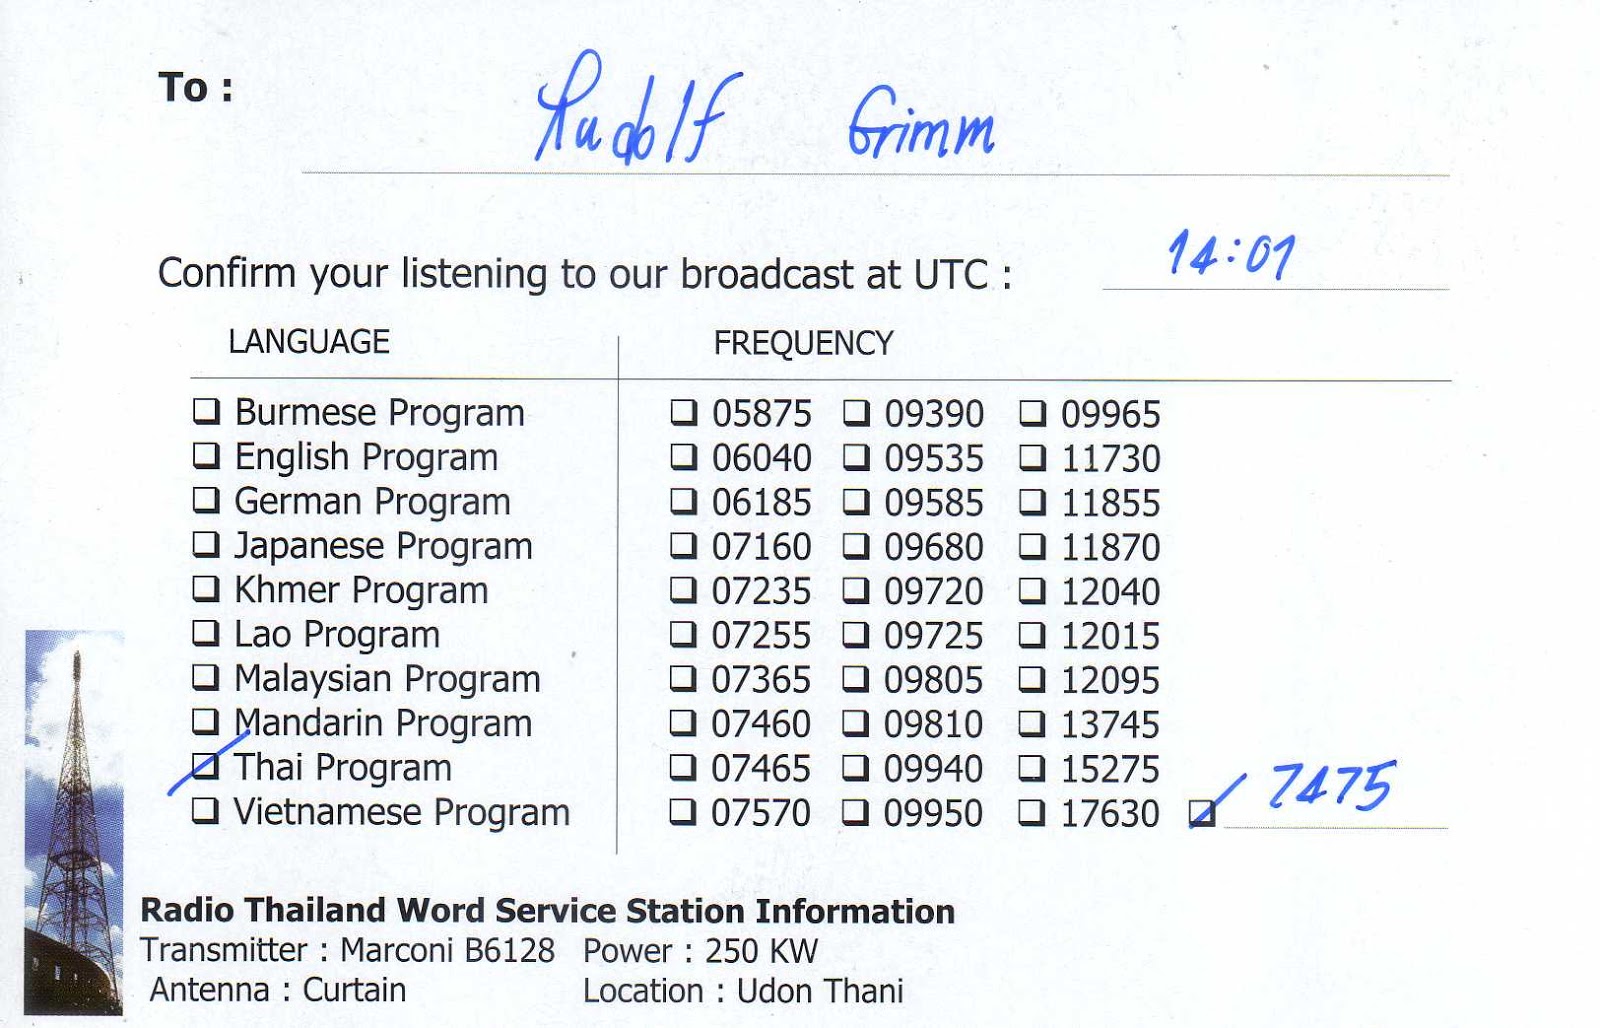 To : Rudolf Grimm
Confirm your listening to our broadcast at UTC : 14:01
LANGUAGE FREQUENCY
❑ Burmese Program ❑ 05875 ❑ 09390 ❑ 09965
❑ English Program ❑ 06040 ❑ 09535 ❑ 11730
❑ German Program ❑ 06185 ❑ 09585 ❑ 11855
❑ Japanese Program ❑ 07160 ❑ 09680 ❑ 11870
❑ Khmer Program ❑ 07235 ❑ 09720 ❑ 12040
❑ Lao Program ❑ 07255 ❑ 09725 ❑ 12015
❑ Malaysian Program ❑ 07365 ❑ 09805 ❑ 12095
❑ Mandarin Program ❑ 07460 ❑ 09810 ❑ 13745
☑ Thai Program ❑ 07465 ❑ 09940 ❑ 15275
❑ Vietnamese Program ❑ 07570 ❑ 09950 ❑ 17630 ☑ 7475
Radio Thailand Word Service Station Information
Transmitter : Marconi B6128 Power : 250 KW
Antenna : Curtain Location : Udon Thani